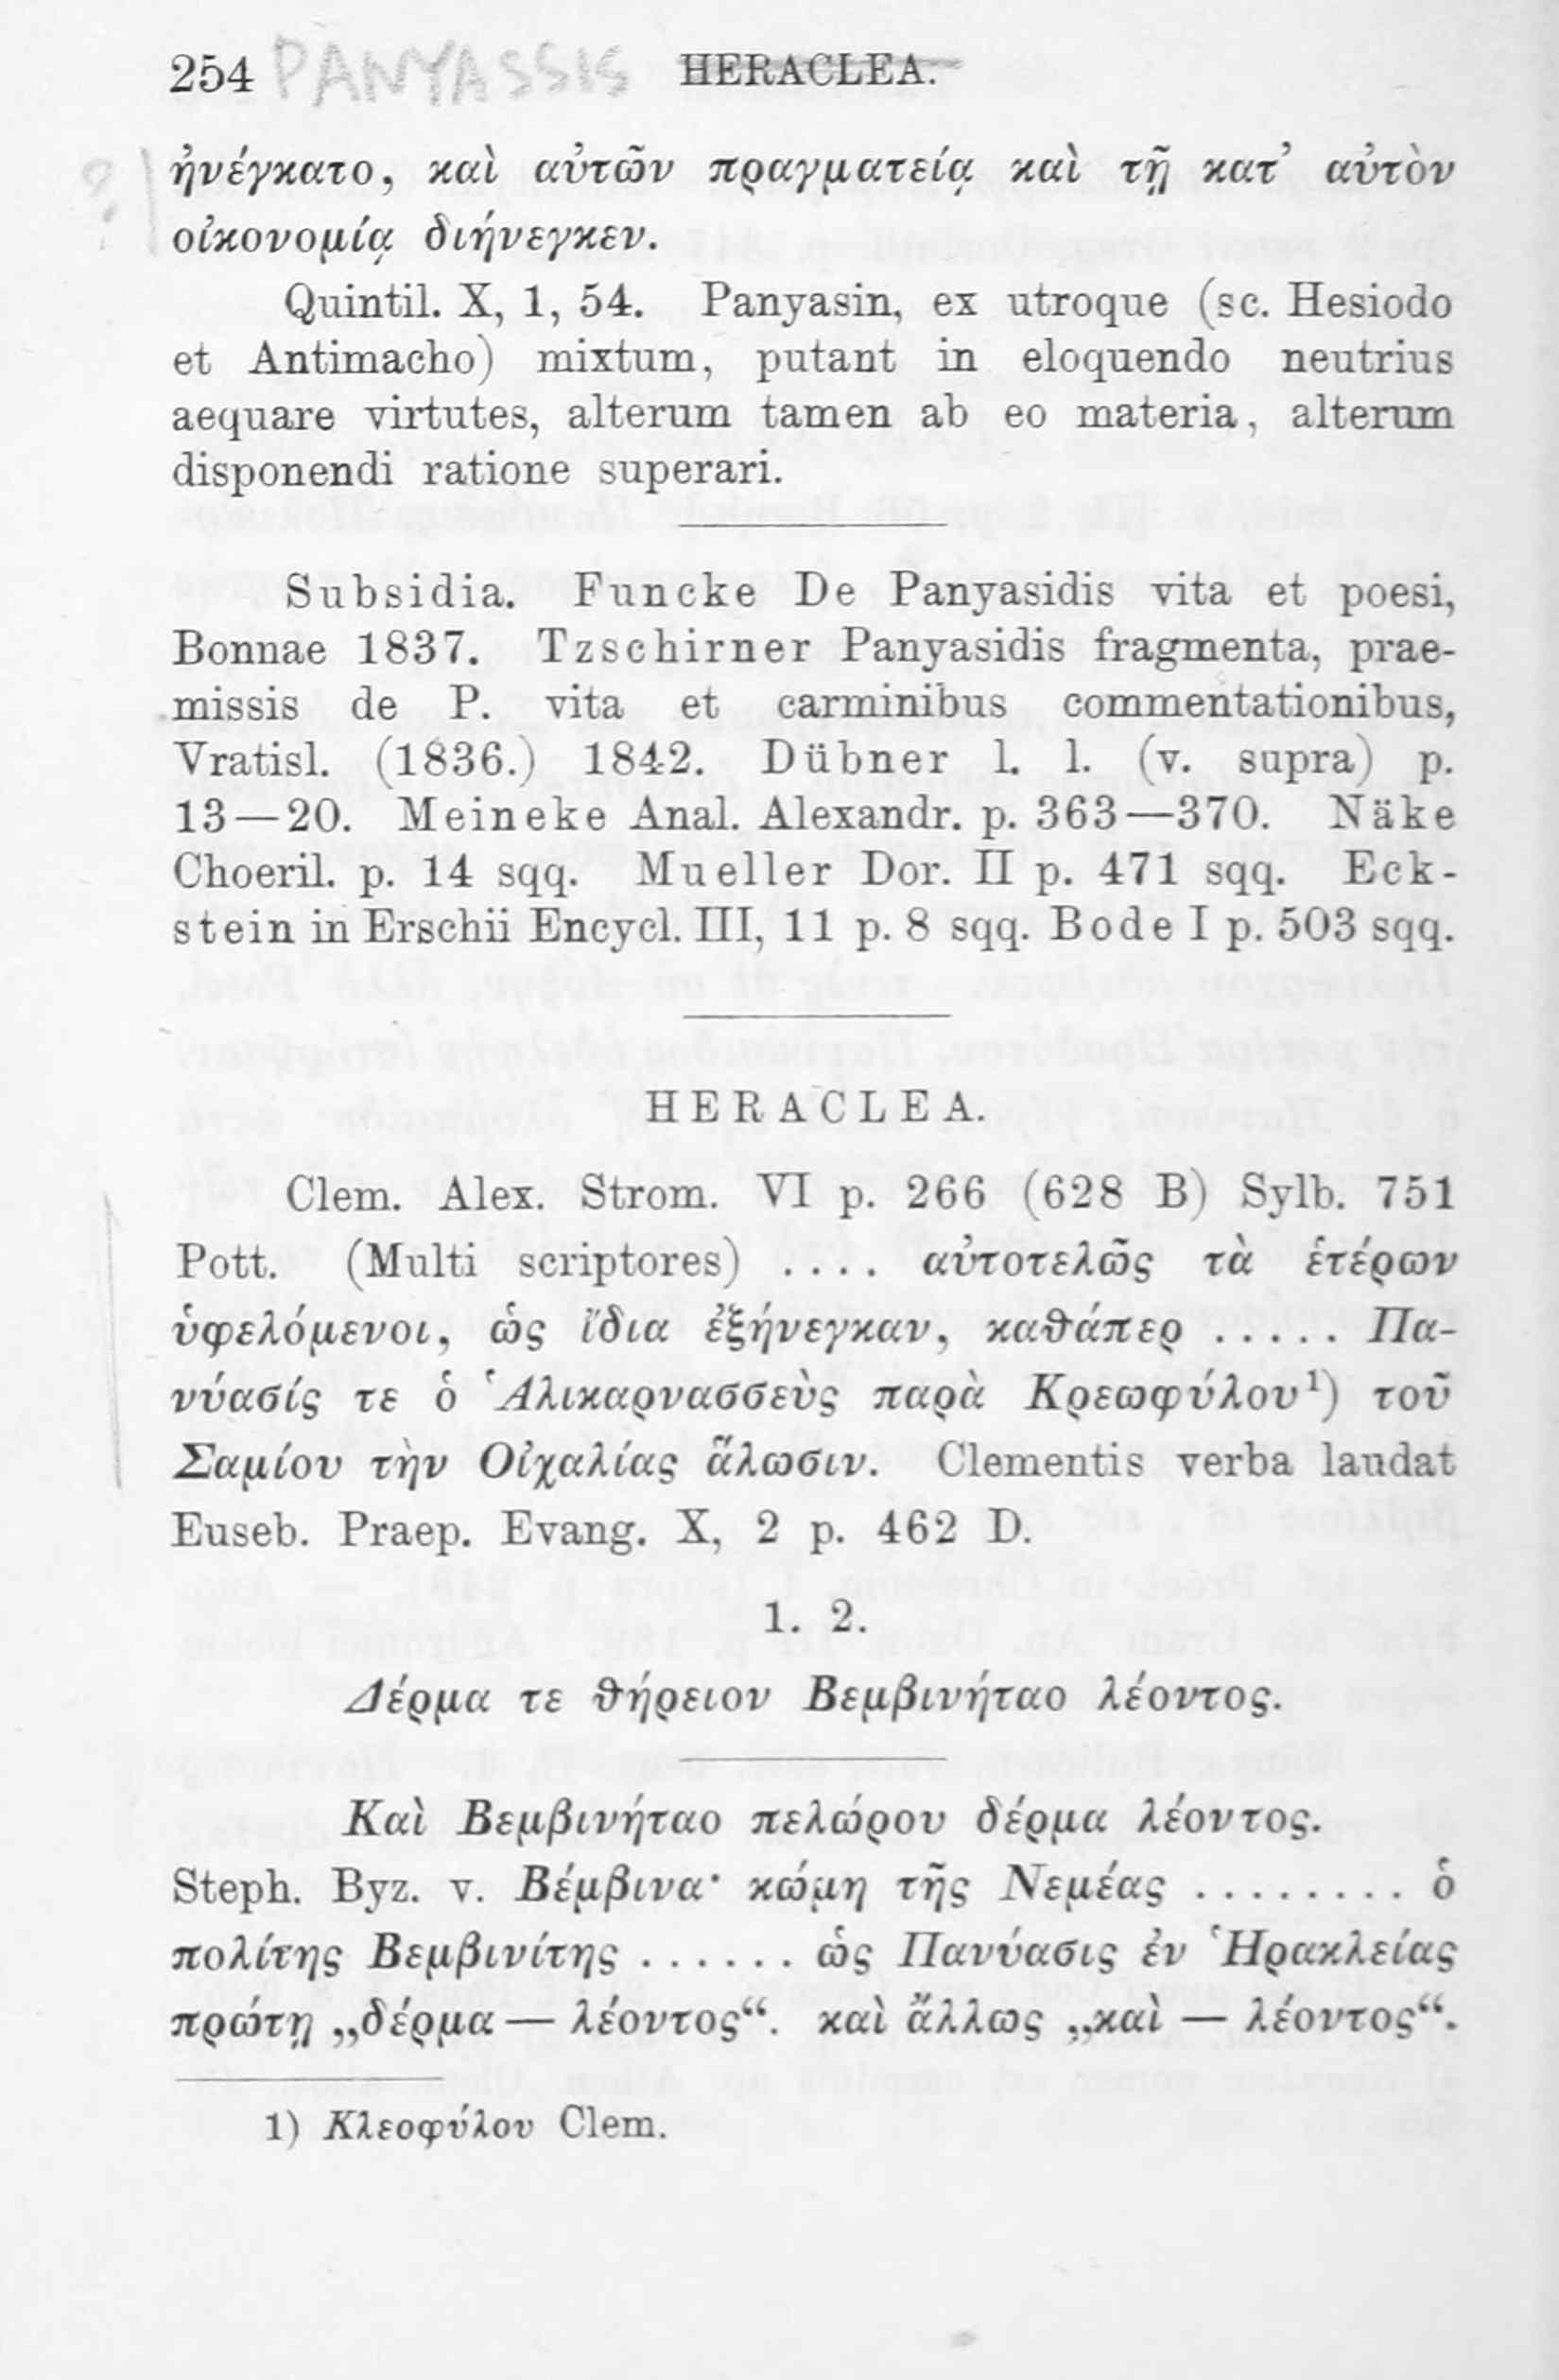 254 PANYASSIS HERACLEA.
ἠνέγκατο, καὶ αὐτῶν πραγματείᾳ καὶ τῇ κατ’ αὐτὸν
οἰκονομίᾳ διήνεγκεν.
Quintil. X, 1, 54. Panyasin, ex utroque (sc. Hesiodo
et Antimacho) mixtum, putant in eloquendo neutrius
aequare virtutes, alterum tamen ab eo materia, alterum
disponendi ratione superari.
Subsidia. Funcke De Panyasidis vita et poesi,
Bonnae 1837. Tzschirner Panyasidis fragmenta, prae-
missis de P. vita et carminibus commentationibus,
Vratisl. (1836.) 1842. Dübner l. l. (v. supra) p.
13—20. Meineke Anal. Alexandr. p. 363—370. Näke
Choeril. p. 14 sqq. Mueller Dor. II p. 471 sqq. Eck-
stein in Erschii Encycl. III, 11 p. 8 sqq. Bode I p. 503 sqq.
HERACLEA.
Clem. Alex. Strom. VI p. 266 (628 B) Sylb. 751
Pott. (Multi scriptores) .... αὐτοτελῶς τὰ ἑτέρων
ὑφελόμενοι, ὡς ἴδια ἐξήνεγκαν, καθάπερ ..... Πα-
νύασίς τε ὁ Ἁλικαρνασσεὺς παρὰ Κρεωφύλου¹) τοῦ
Σαμίου τὴν Οἰχαλίας ἅλωσιν. Clementis verba laudat
Euseb. Praep. Evang. X, 2 p. 462 D.
1. 2.
Δέρμα τε θήρειον Βεμβινήταο λέοντος.
Καὶ Βεμβινήταο πελώρου δέρμα λέοντος.
Steph. Byz. v. Βέμβινα· κώμη τῆς Νεμέας ........ ὁ
πολίτης Βεμβινίτης ...... ὡς Πανύασις ἐν Ἡρακλείας
πρώτῃ „δέρμα — λέοντος“. καὶ ἄλλως „καὶ — λέοντος“.
1) Κλεοφύλου Clem.